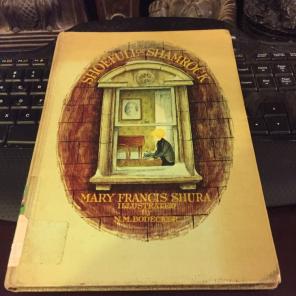 SHOEFULL OF SHAMROCK
MARY FRANCIS SHURA
ILLUSTRATED
By
N.M. BODECKER